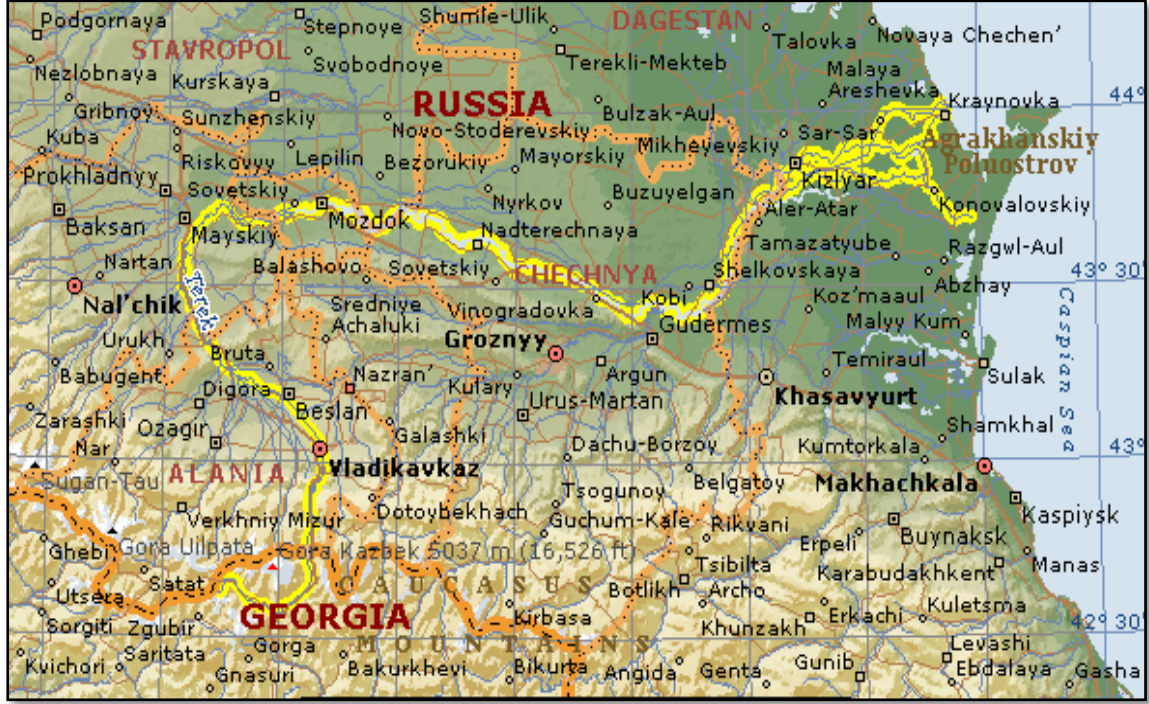 Podgornaya
Stepnoye
Shumle-Ulik
DAGESTAN
Talovka
Novaya Chechen'
STAVROPOL
Svobodnoye
Terekli-Mekteb
Malaya
Areshevka
Nezlobnaya
Kurskaya
RUSSIA
44°
Kraynovka
Gribnoy
Sunzhenskiy
Bulzak-Aul
Novo-Stoderevskiy
Sar-Sar
Agrakhanskiy
Poluostrov
Kuba
Riskovyy
Lepilin
Bezorukiy
Mayorskiy
Mikheyevskiy
Prokhladnyy
Sovetskiy
Nyrkov
Buzuyelgan
Kizlyar
Konovalovskiy
Baksan
Mayskiy
Mozdok
Nadterechnaya
Aler-Atar
Tamazatyube
Razgwl-Aul
Nartan
Balashovo
Sovetskiy
CHECHNYA
Shelkovskaya
Abzhay
43° 30'
Nal'chik
Terek
Sredniye
Achaluki
Vinogradovka
Kobi
Koz'maaul
Caspian Sea
Urukh
Groznyy
Gudermes
Malyy Kum
Bruta
Babugent
Digora
Nazran'
Kulary
Argun
Temiraul
Sulak
Beslan
Urus-Martan
Khasavyurt
Zarashki
Ozagir
Galashki
Shamkhal
Nar
Dachu-Borzoy
Kumtorkala
43°
Sugan-Tau
ALANIA
Vladikavkaz
Belgatoy
Makhachkala
Tsogunoy
Verkhniy Mizur
Dotoybekhach
Guchum-Kale
Rikvani
Kaspiysk
Ghebi
Gora Uilpata
Gora Kazbek 5037 m (16,526 ft)
Erpeli
Buynaksk
Tsibilta
Manas
Utsera
Satat
CAUCASUS
Botlikh
Archo
Karabudakhkent
GEORGIA
Kirbasa
Erkachi
Kuletsma
Sorgiti
Zgubir
Khunzakh
42° 30'
MOUNTAINS
Levashi
Kvichori
Saritata
Gorga
Bakurkhevi
Bikurta
Angida
Genta
Gunib
Ebdalaya
Gasha
Gnasuri